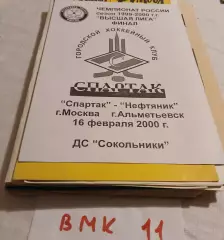 ЧЕМПИОНАТ РОССИИ
сезон 1999-2000 г.г.
"ВЫСШАЯ ЛИГА"
ФИНАЛ
ГОРОДСКОЙ ХОККЕЙНЫЙ КЛУБ
СПАРТАК
"Спартак" - "Нефтяник"
г.Москва г.Альметьевск
16 февраля 2000 г.
ДС "Сокольники"
ВМК 11